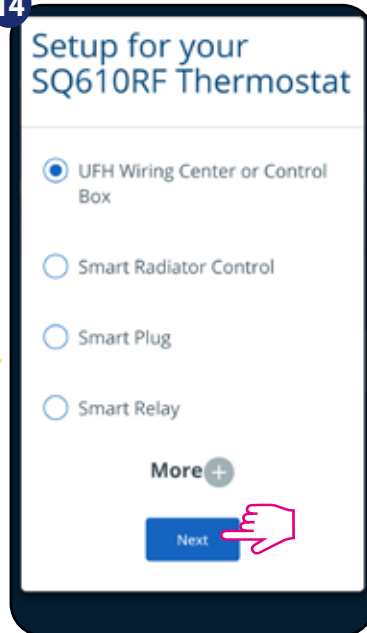 14
Setup for your
SQ610RF Thermostat
UFH Wiring Center or Control
Box
Smart Radiator Control
Smart Plug
Smart Relay
More
Next